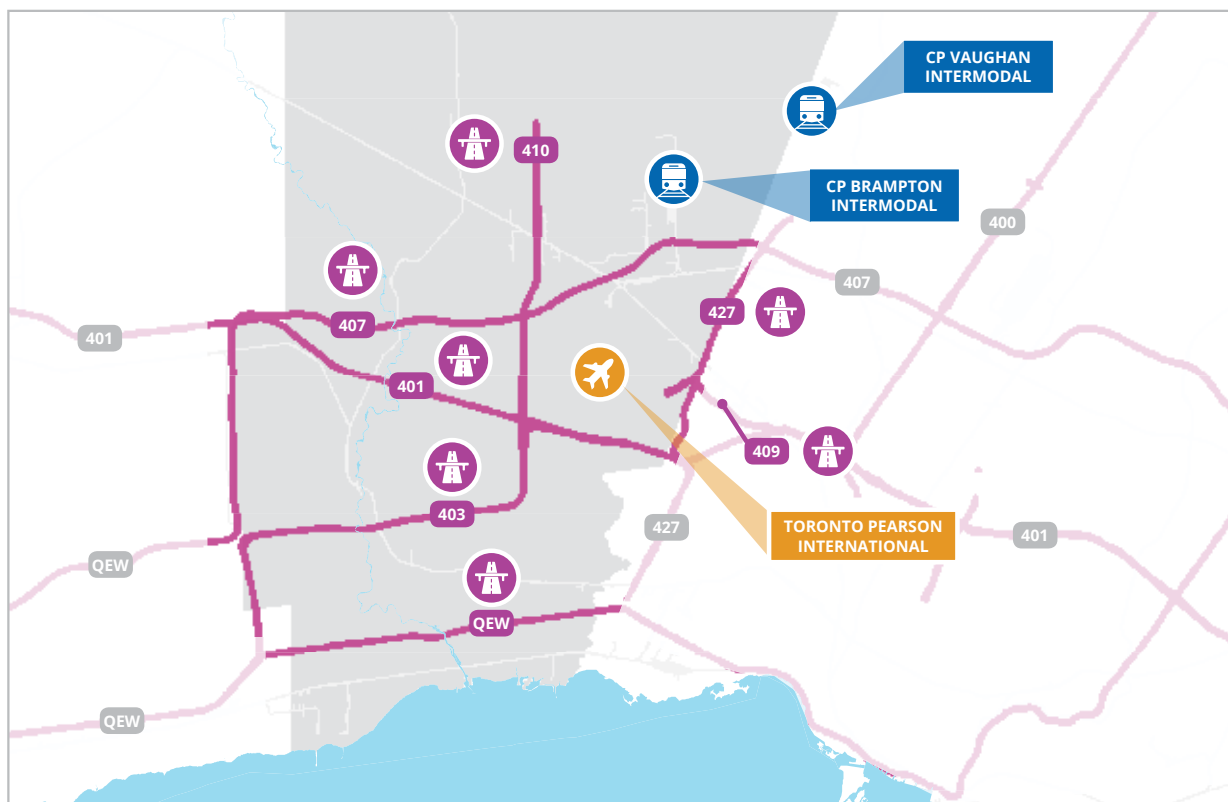 CP VAUGHAN
INTERMODAL
410
CP BRAMPTON
INTERMODAL
400
407
427
407
401
401
409
403
TORONTO PEARSON
INTERNATIONAL
427
401
QEW
QEW
QEW